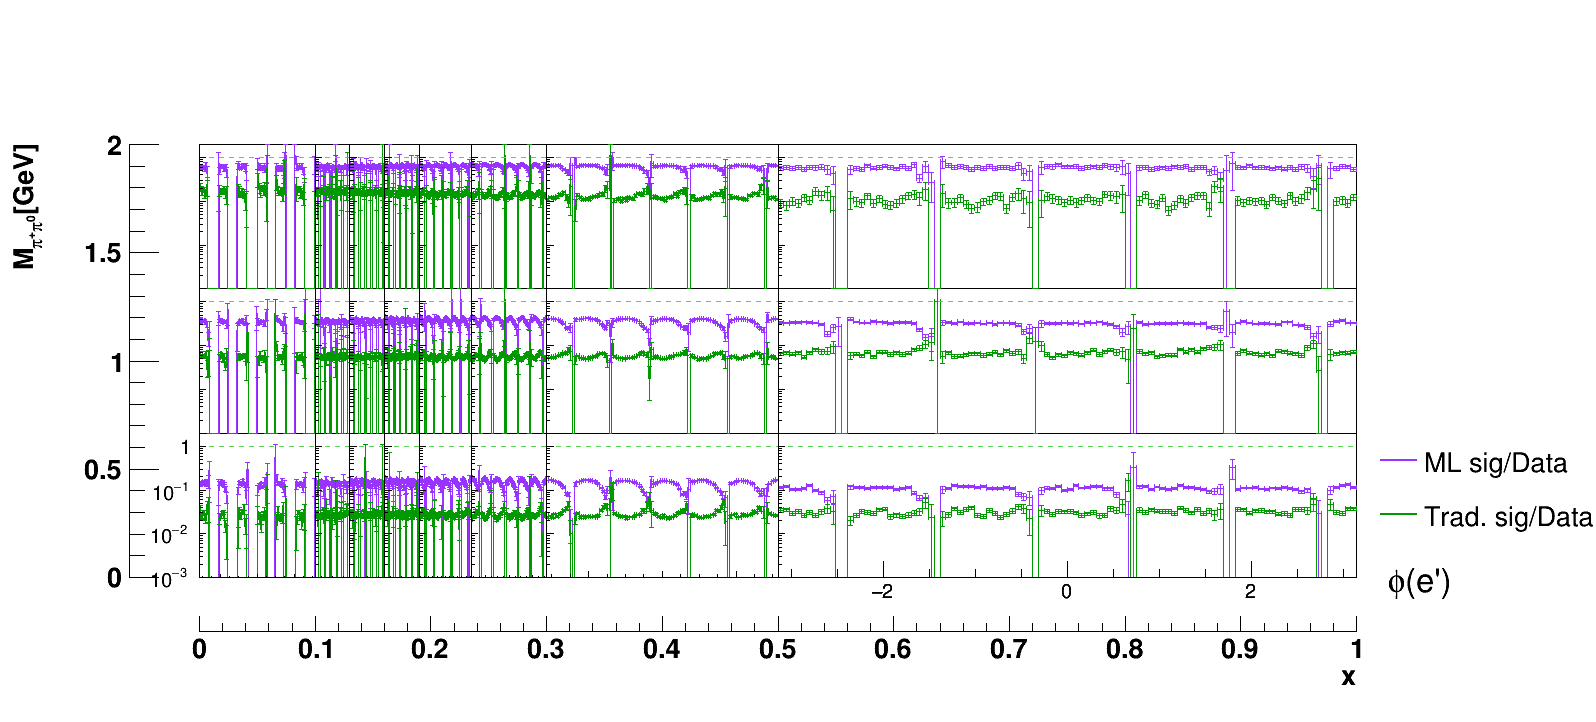 M π⁺π⁰ [GeV]
2
1.5
1
0.5
0
1
10⁻¹
10⁻²
10⁻³
−2 0 2
ϕ(e')
0 0.1 0.2 0.3 0.4 0.5 0.6 0.7 0.8 0.9 1
x
ML sig/Data
Trad. sig/Data